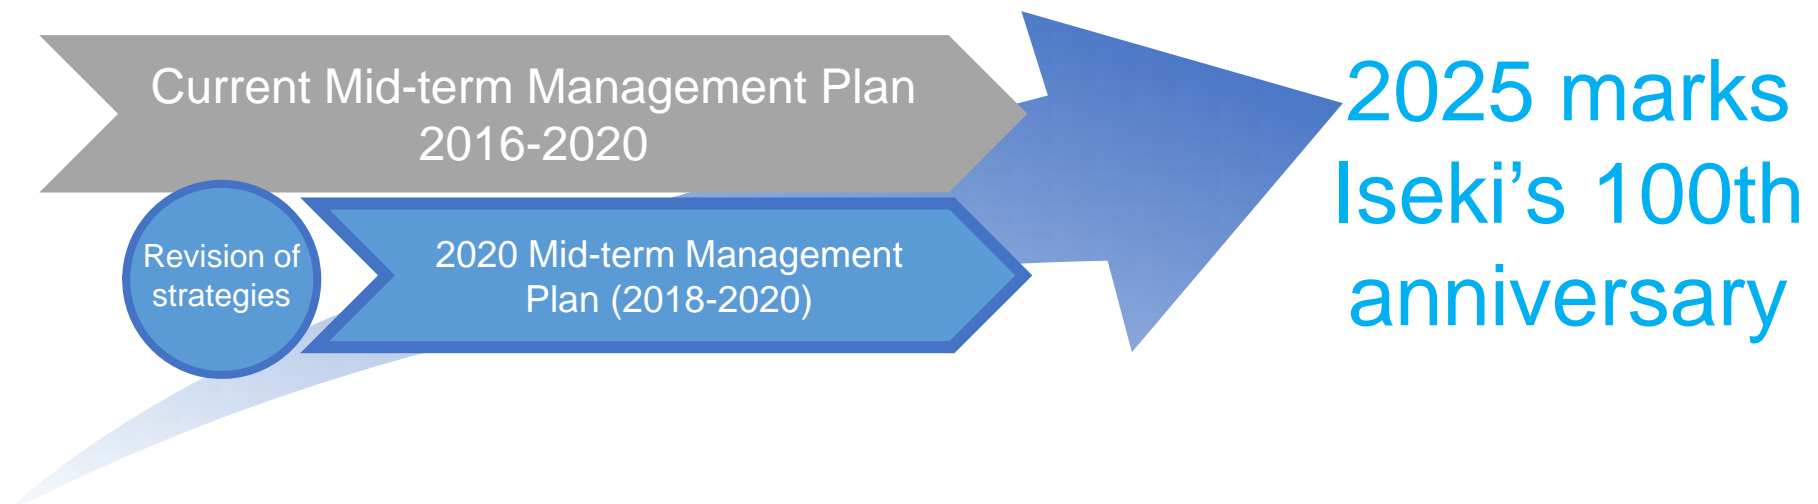 Current Mid-term Management Plan
2016-2020
Revision of
strategies
2020 Mid-term Management
Plan (2018-2020)
2025 marks
Iseki’s 100th
anniversary